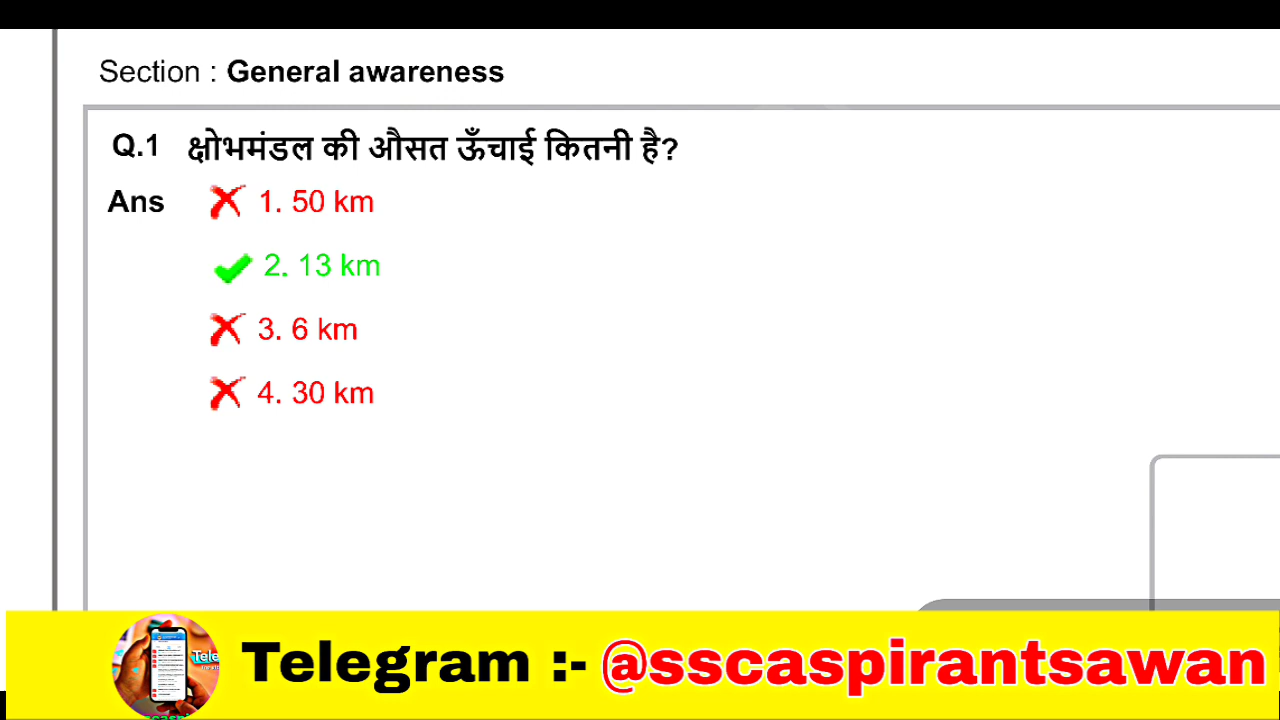 Section : General awareness
Q.1 क्षोभमंडल की औसत ऊँचाई कितनी है?
Ans 1. 50 km
2. 13 km
3. 6 km
4. 30 km
Telegram :- @sscaspirantsawan